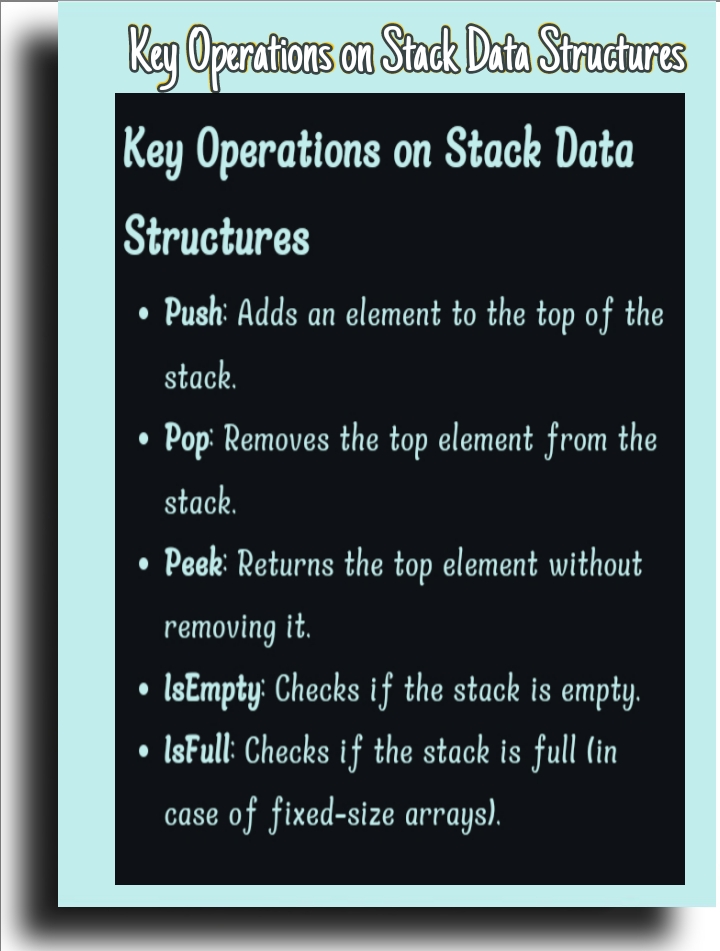 Key Operations on Stack Data Structures
Key Operations on Stack Data
Structures
• Push: Adds an element to the top of the
stack.
• Pop: Removes the top element from the
stack.
• Peek: Returns the top element without
removing it.
• IsEmpty: Checks if the stack is empty.
• IsFull: Checks if the stack is full (in
case of fixed-size arrays).